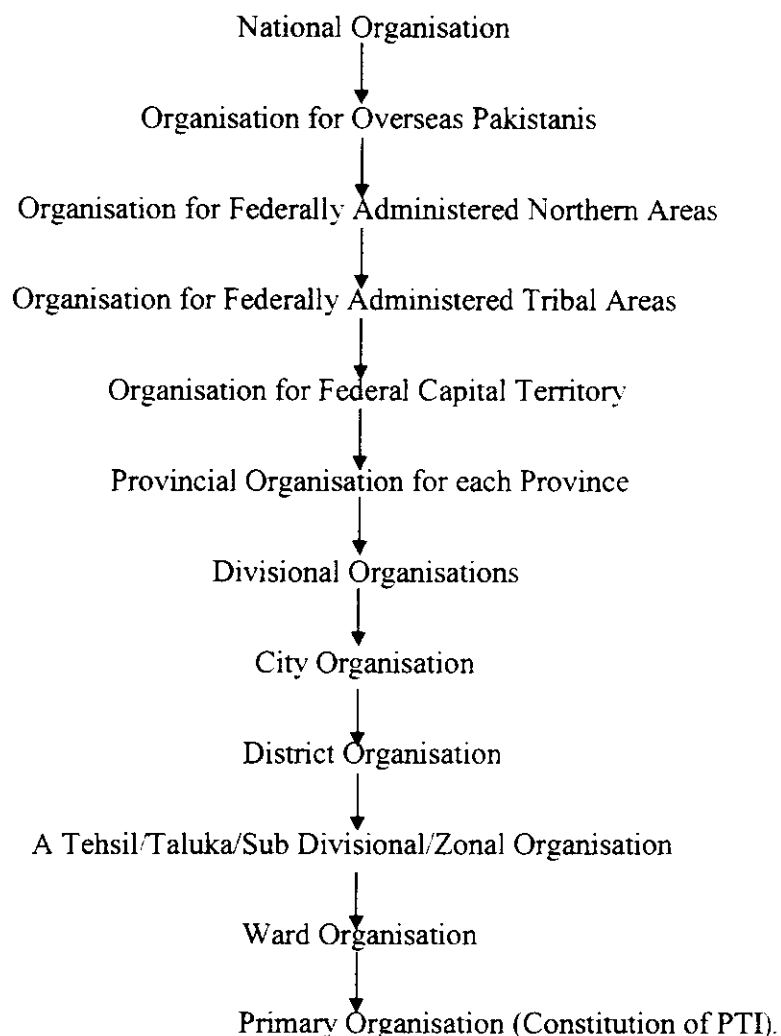 National Organisation
Organisation for Overseas Pakistanis
Organisation for Federally Administered Northern Areas
Organisation for Federally Administered Tribal Areas
Organisation for Federal Capital Territory
Provincial Organisation for each Province
Divisional Organisations
City Organisation
District Organisation
A Tehsil/Taluka/Sub Divisional/Zonal Organisation
Ward Organisation
Primary Organisation (Constitution of PTI).